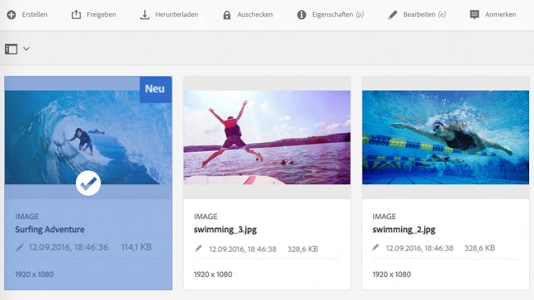 Erstellen Freigeben Herunterladen Auschecken Eigenschaften (p) Bearbeiten (e) Anmerken
Neu
IMAGE
Surfing Adventure
12.09.2016, 18:46:36 114,1 KB
1920 x 1080
IMAGE
swimming_3.jpg
12.09.2016, 18:46:38 328,6 KB
1920 x 1080
IMAGE
swimming_2.jpg
12.09.2016, 18:46:38 328,6 KB
1920 x 1080